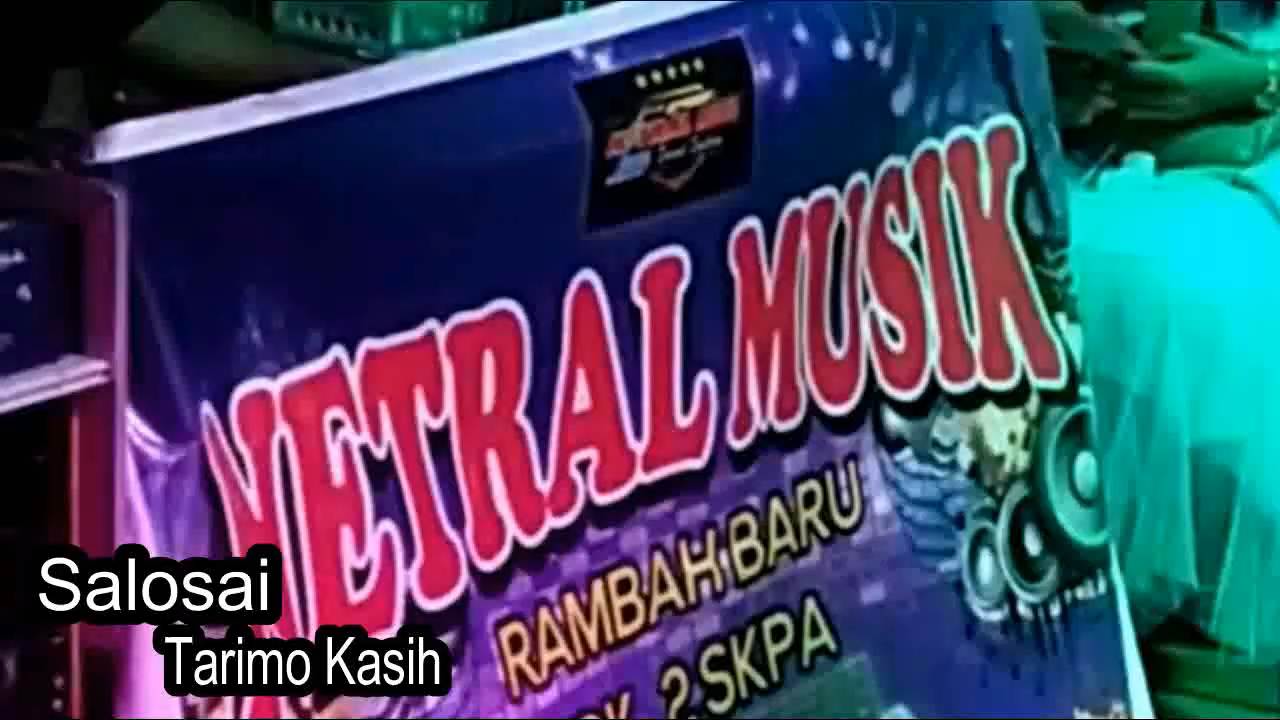 NETRAL MUSIK
RAMBAH BARU
2 SKPA
Salosai
Tarimo Kasih